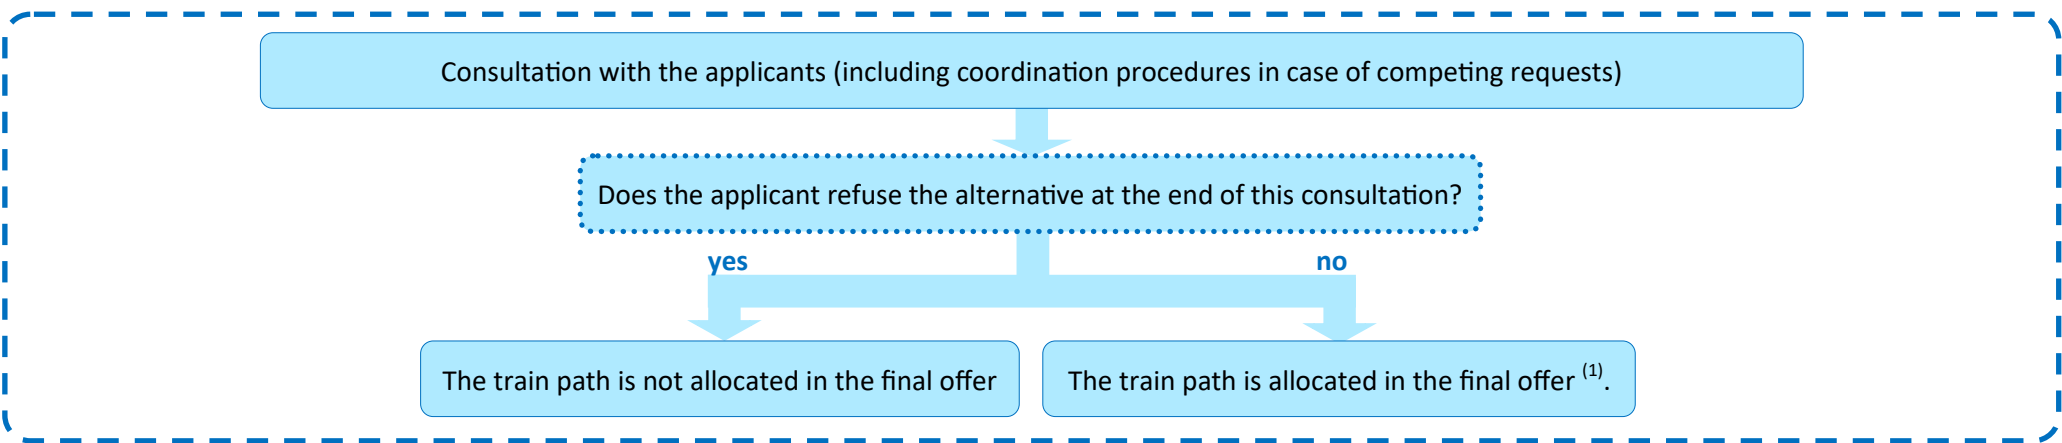 Consultation with the applicants (including coordination procedures in case of competing requests)
Does the applicant refuse the alternative at the end of this consultation?
yes
no
The train path is not allocated in the final offer
The train path is allocated in the final offer (1).